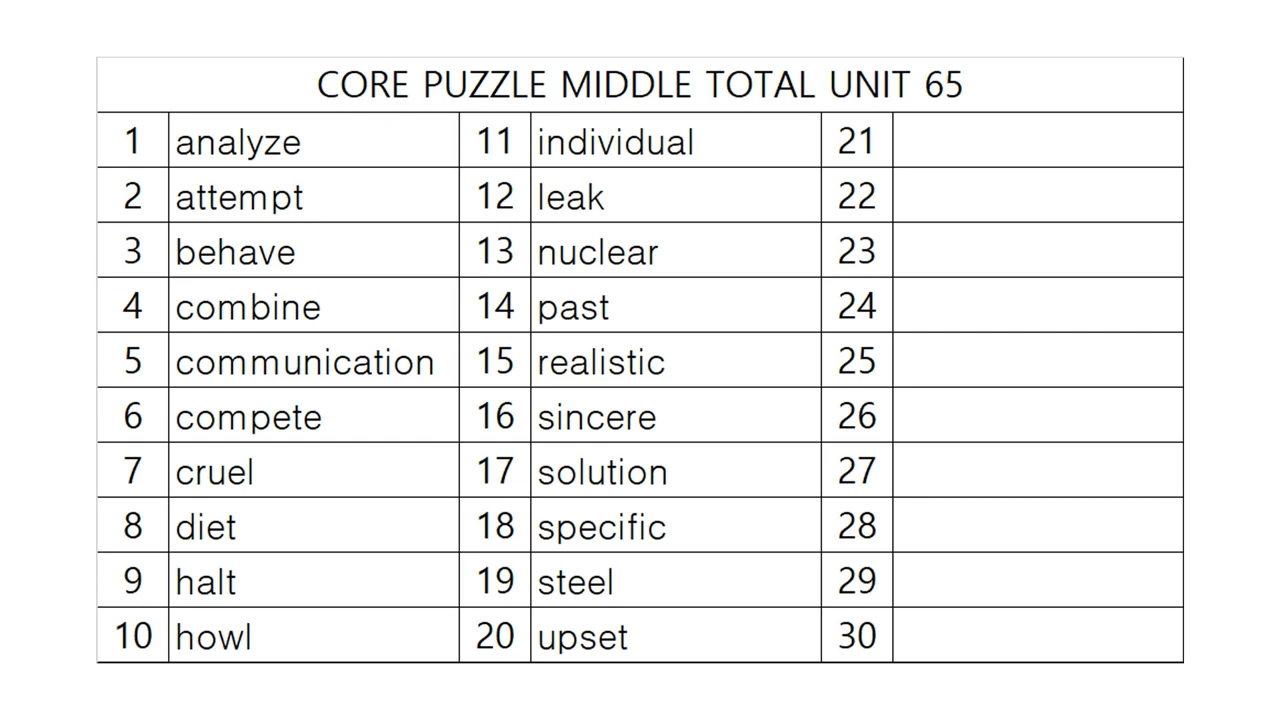 CORE PUZZLE MIDDLE TOTAL UNIT 65
1 analyze 11 individual 21
2 attempt 12 leak 22
3 behave 13 nuclear 23
4 combine 14 past 24
5 communication 15 realistic 25
6 compete 16 sincere 26
7 cruel 17 solution 27
8 diet 18 specific 28
9 halt 19 steel 29
10 howl 20 upset 30